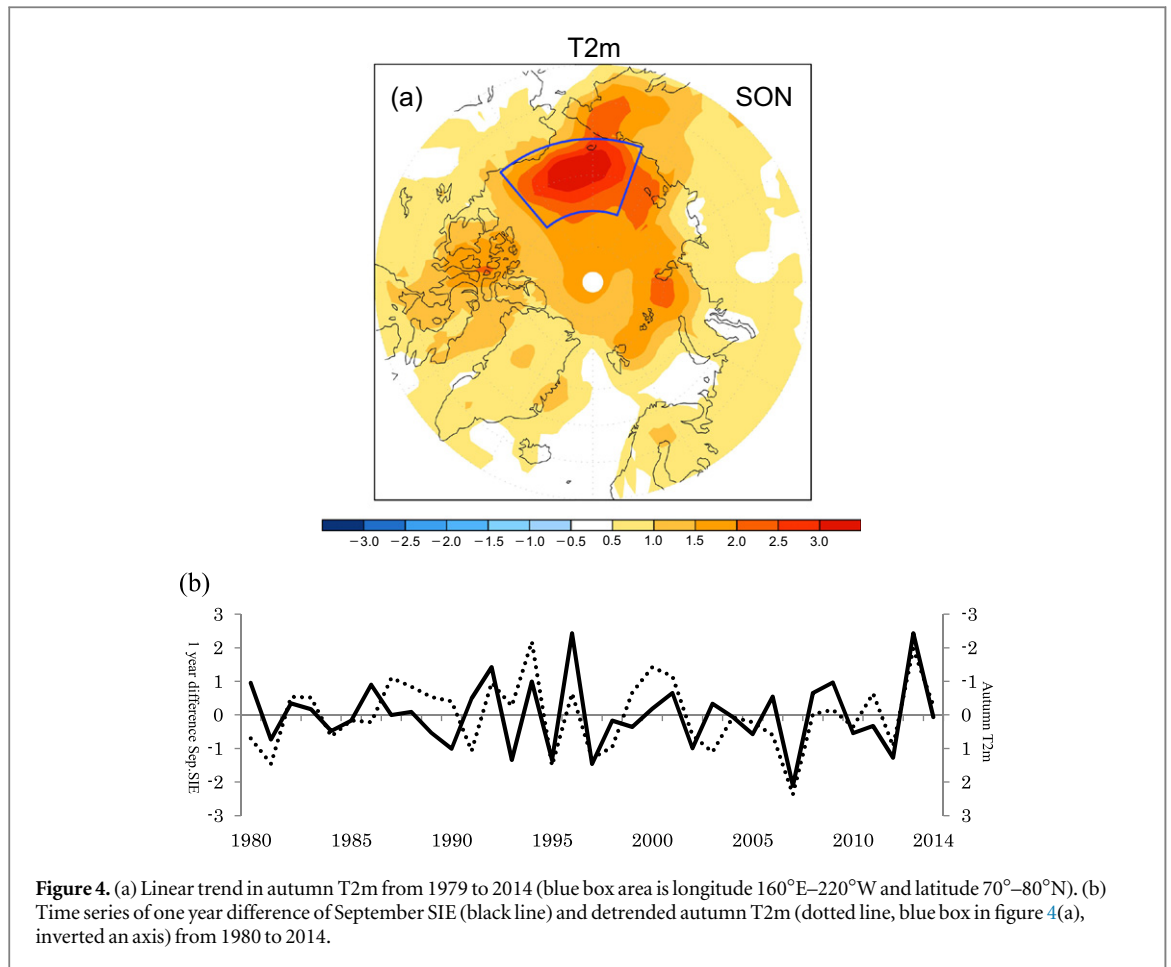 T2m
(a)
SON
−3.0 −2.5 −2.0 −1.5 −1.0 −0.5 0.5 1.0 1.5 2.0 2.5 3.0
(b)
3
2
1
0
-1
-2
-3
1 year difference Sep.SIE
-3
-2
-1
0
1
2
3
Autumn T2m
1980 1985 1990 1995 2000 2005 2010 2014
Figure 4. (a) Linear trend in autumn T2m from 1979 to 2014 (blue box area is longitude 160°E–220°W and latitude 70°–80°N). (b)
Time series of one year difference of September SIE (black line) and detrended autumn T2m (dotted line, blue box in figure 4(a),
inverted an axis) from 1980 to 2014.